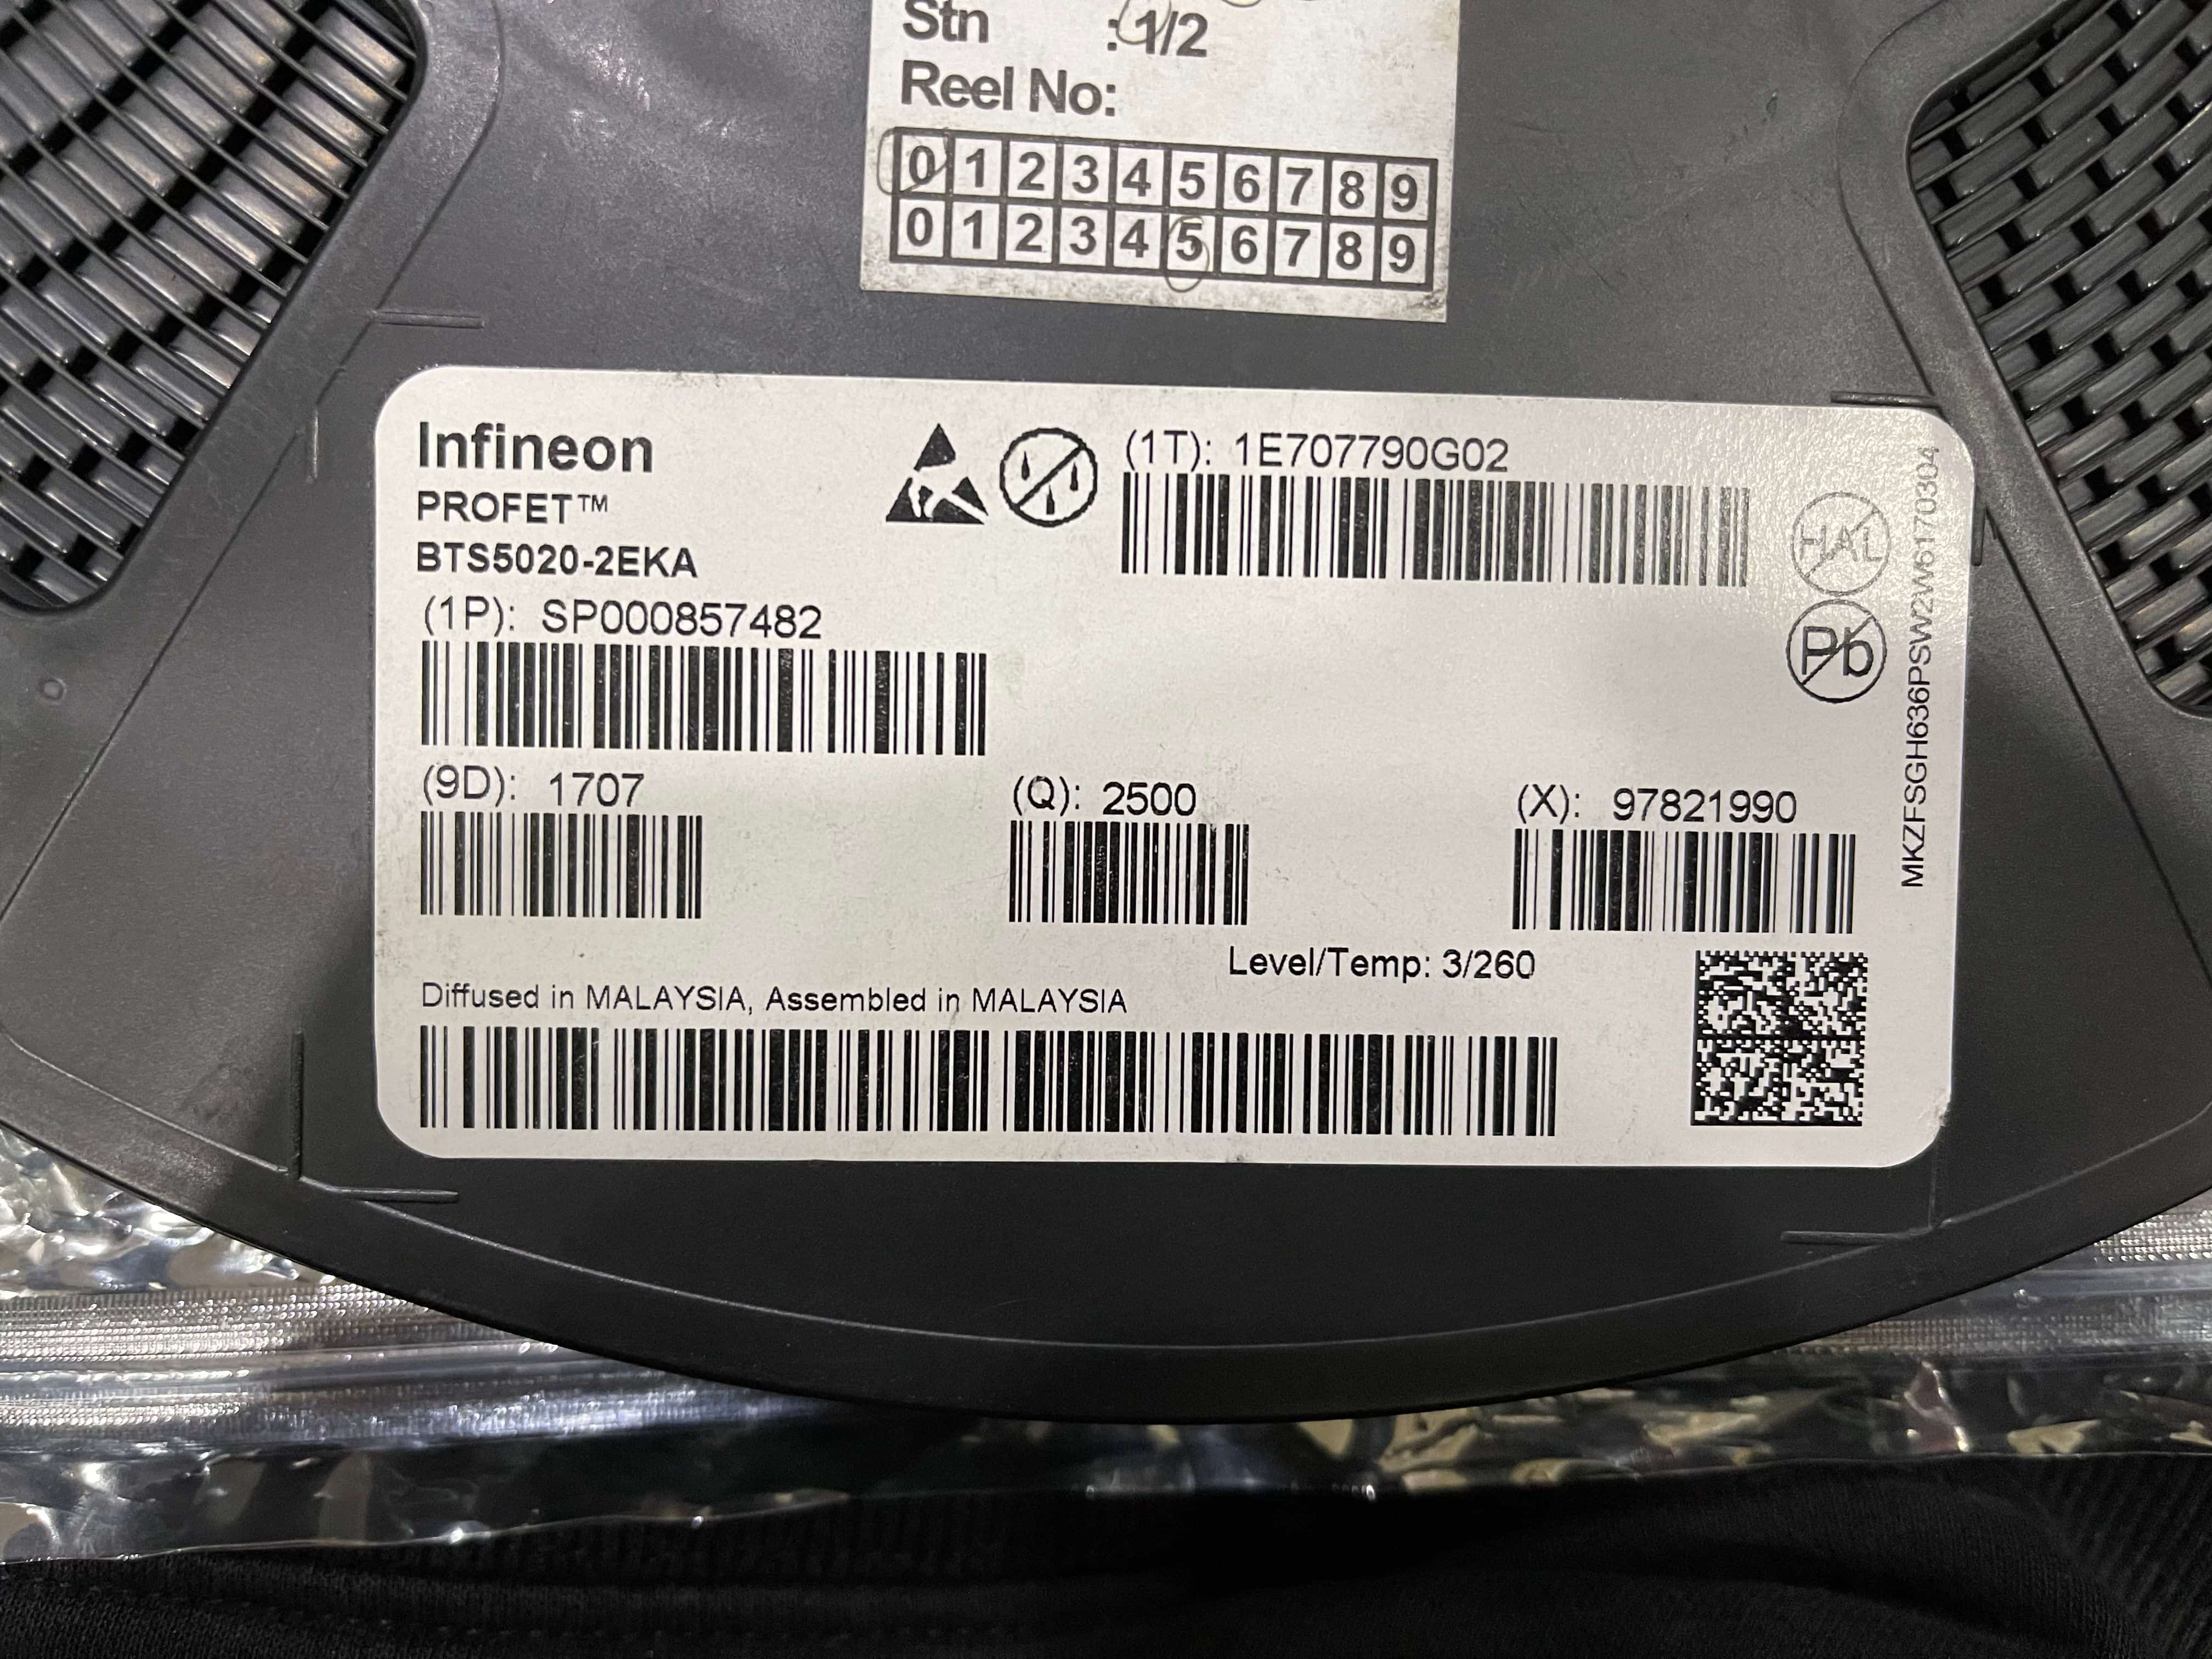 Stn : 1/2
Reel No:
0 1 2 3 4 5 6 7 8 9
0 1 2 3 4 5 6 7 8 9
Infineon
PROFET™
BTS5020-2EKA
(1T): 1E707790G02
(1P): SP000857482
HAL
Pb
MKZFSGH636PSW2W6170304
(9D): 1707
(Q): 2500
(X): 97821990
Level/Temp: 3/260
Diffused in MALAYSIA, Assembled in MALAYSIA